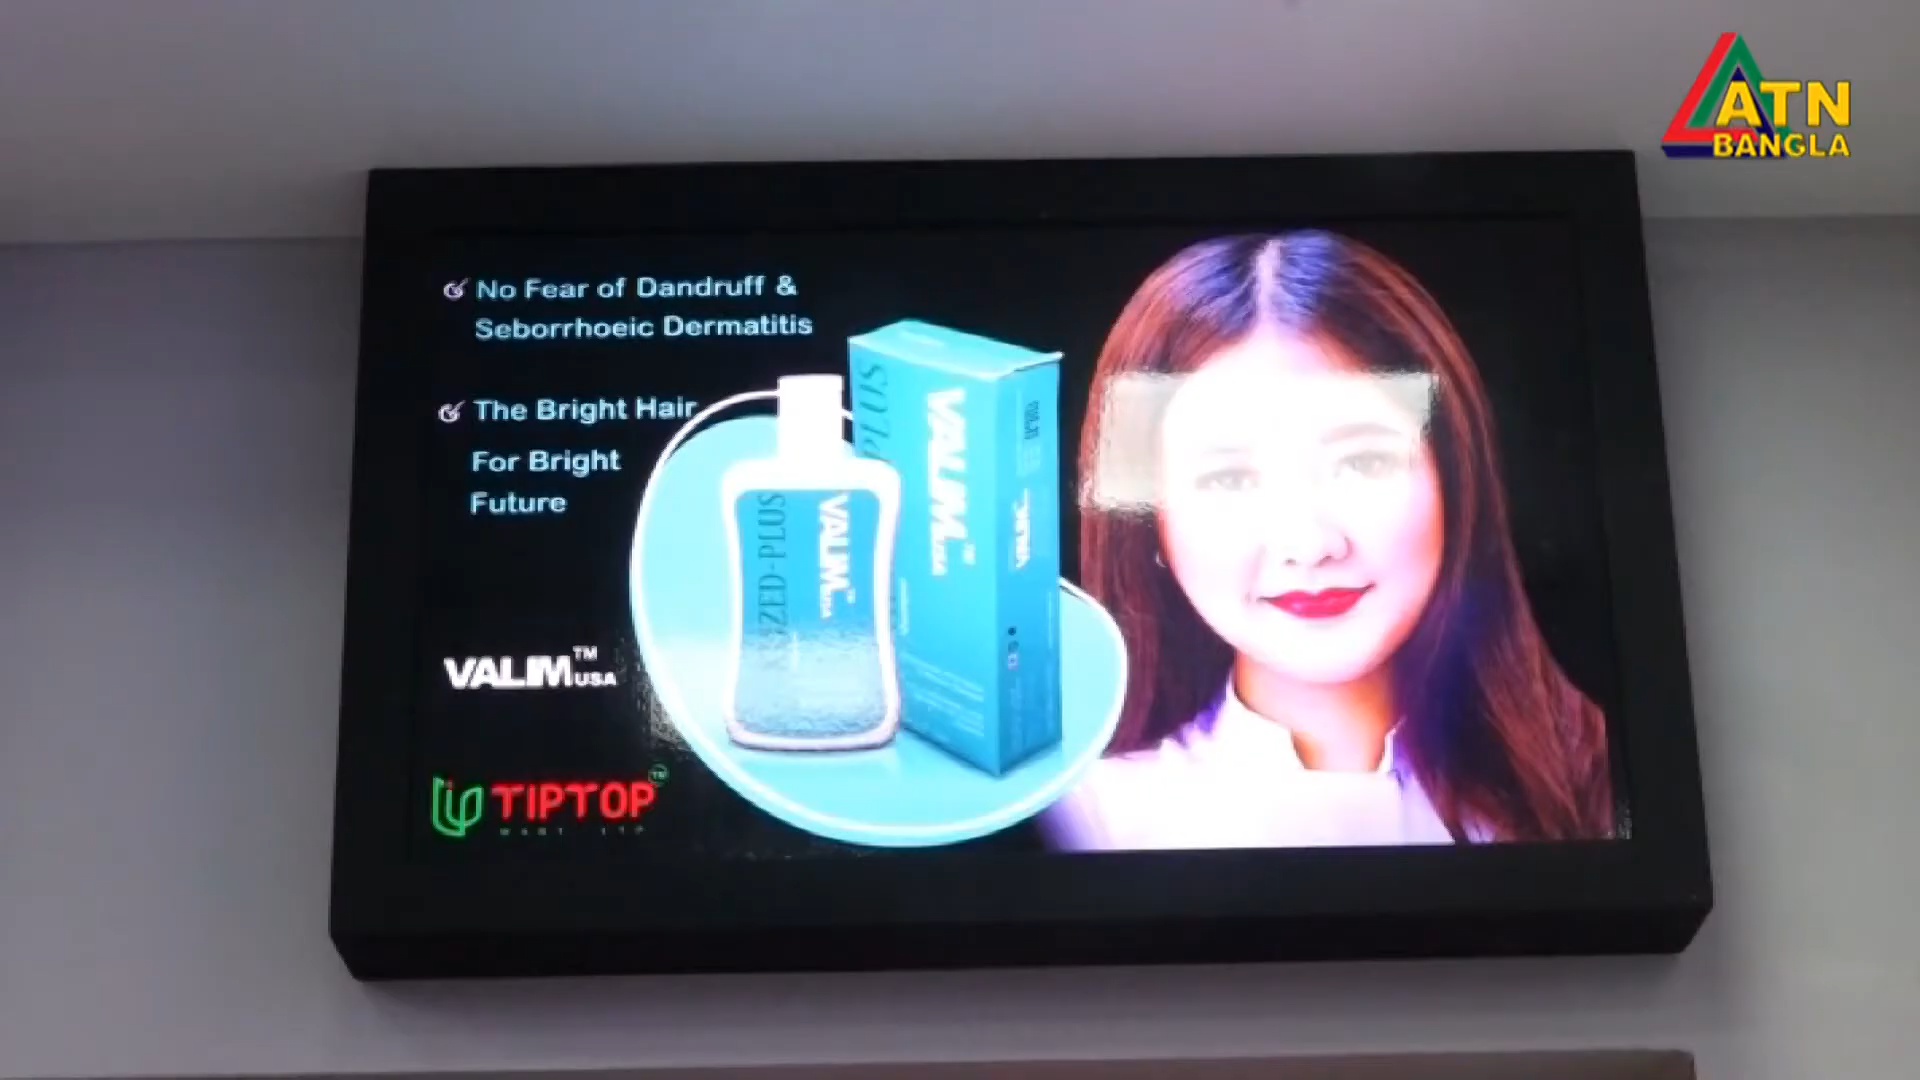 ATN
BANGLA
No Fear of Dandruff &
Seborrhoeic Dermatitis
The Bright Hair
For Bright
Future
PLUS
VALIM™
USA
ZED-PLUS
VALIM™
USA
VALIM™
USA
TIPTOP™